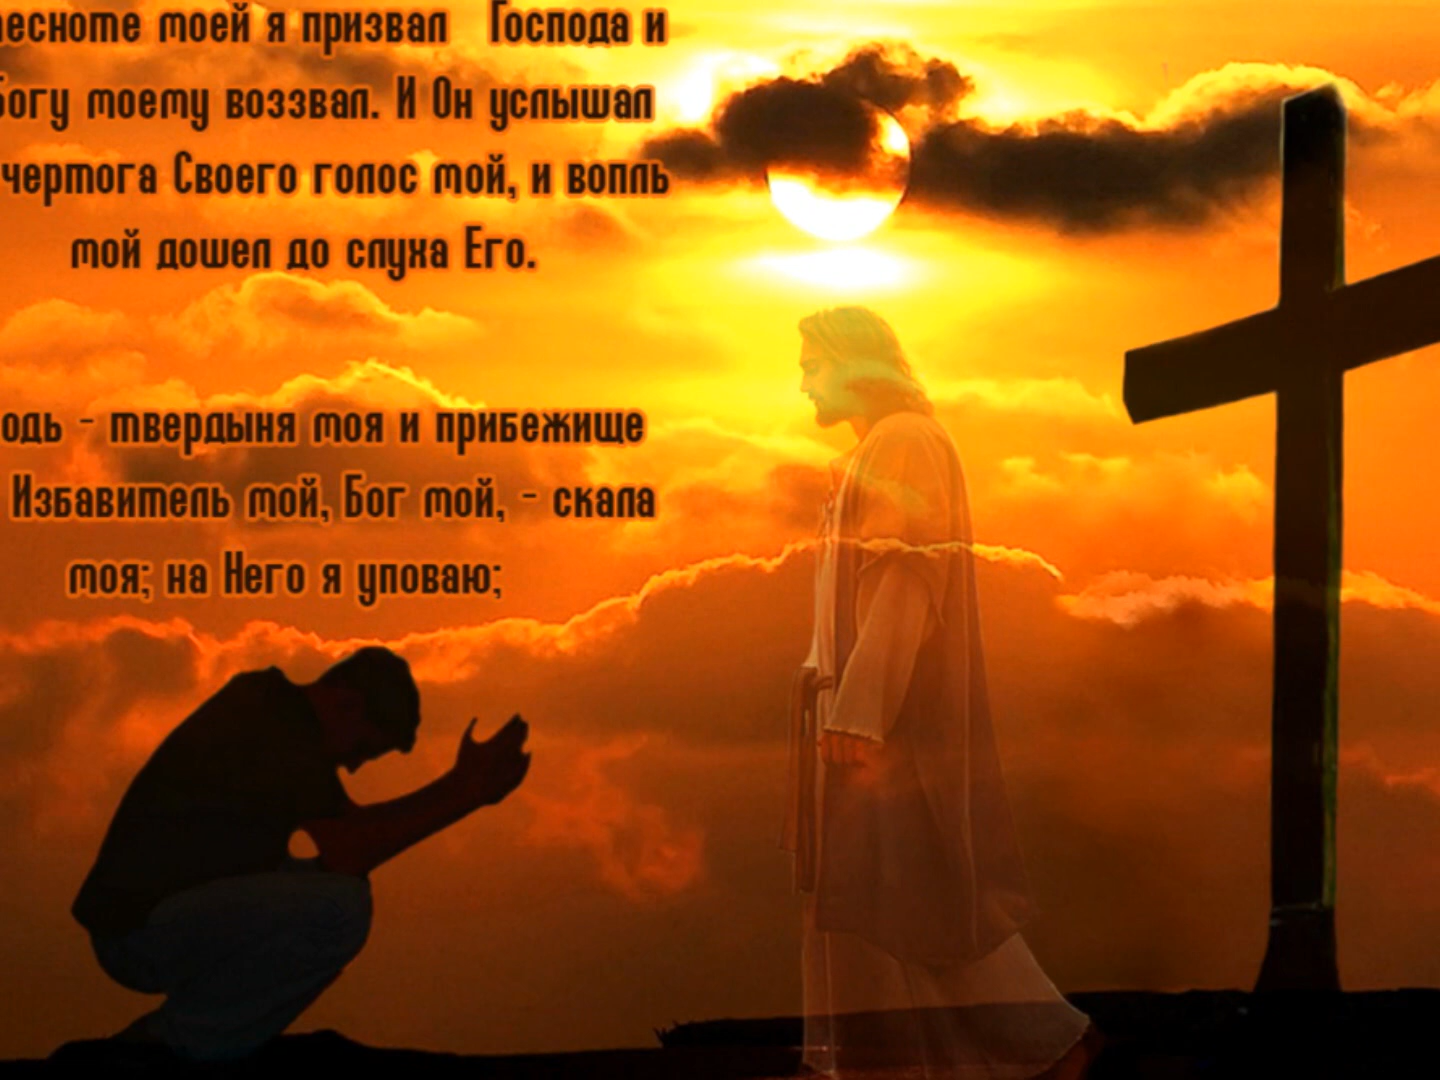 тесноте моей я призвал Господа и
Богу моему воззвал. И Он услышал
чертога Своего голос мой, и вопль
мой дошел до слуха Его.
одь - твердыня моя и прибежище
Избавитель мой, Бог мой, - скала
моя; на Него я уповаю;